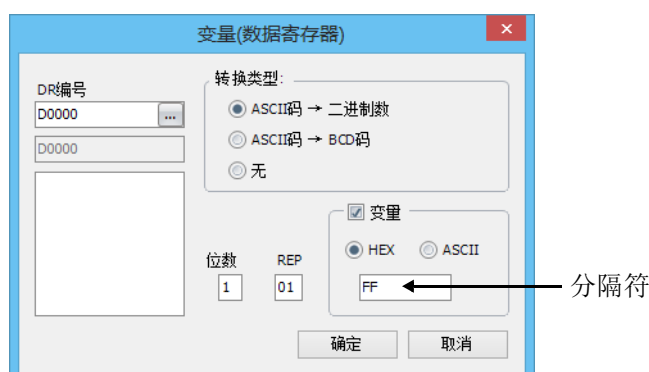 变量(数据寄存器)
×
DR编号
D0000 ...
D0000
转换类型:
ASCII码 → 二进制数
ASCII码 → BCD码
无
变量
HEX ASCII
FF
位数 REP
1 01
分隔符
确定 取消